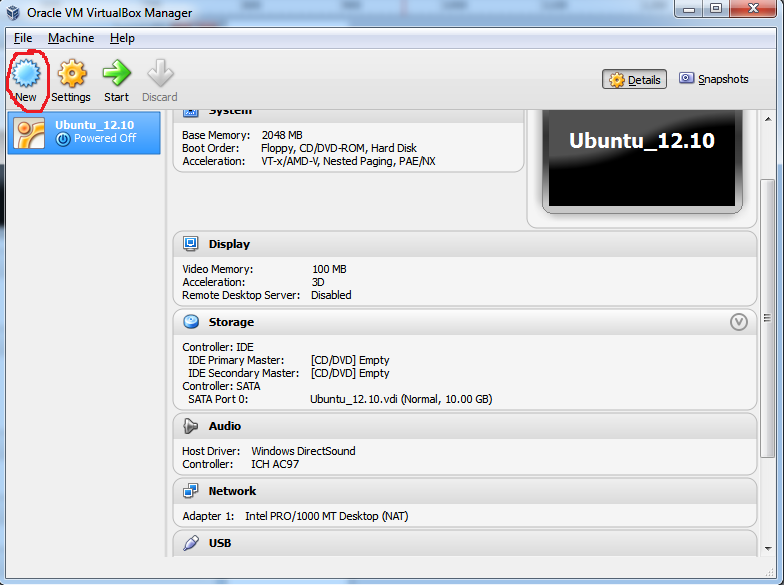 Oracle VM VirtualBox Manager
File Machine Help
New Settings Start Discard
Details Snapshots
Ubuntu_12.10
Powered Off
System
Base Memory: 2048 MB
Boot Order: Floppy, CD/DVD-ROM, Hard Disk
Acceleration: VT-x/AMD-V, Nested Paging, PAE/NX
Ubuntu_12.10
Display
Video Memory: 100 MB
Acceleration: 3D
Remote Desktop Server: Disabled
Storage
Controller: IDE
IDE Primary Master: [CD/DVD] Empty
IDE Secondary Master: [CD/DVD] Empty
Controller: SATA
SATA Port 0: Ubuntu_12.10.vdi (Normal, 10.00 GB)
Audio
Host Driver: Windows DirectSound
Controller: ICH AC97
Network
Adapter 1: Intel PRO/1000 MT Desktop (NAT)
USB